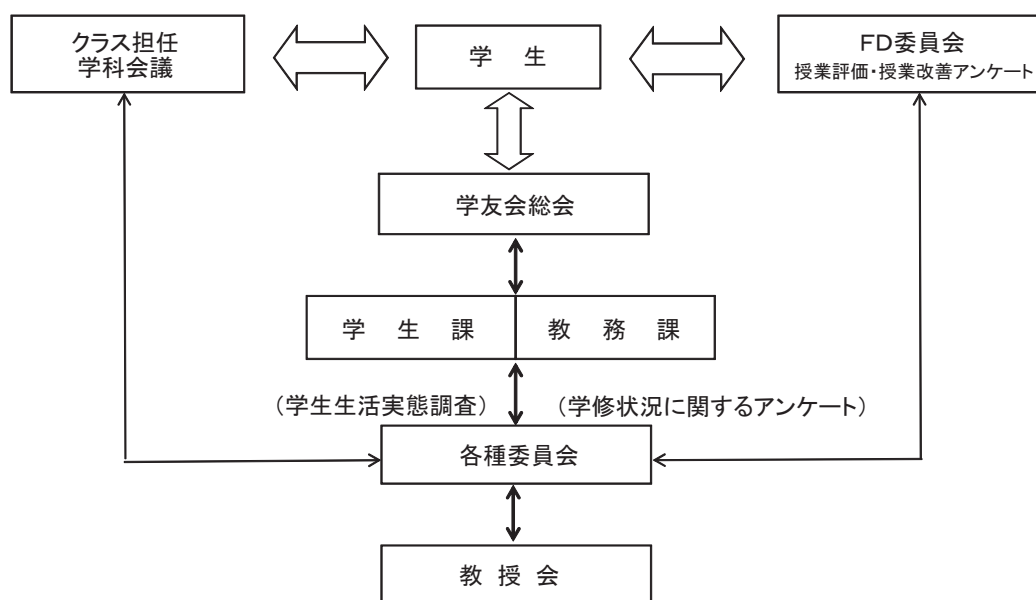 クラス担任
学科会議
学 生
FD委員会
授業評価・授業改善アンケート
学友会総会
学 生 課
教 務 課
（学生生活実態調査）
（学修状況に関するアンケート）
各種委員会
教 授 会